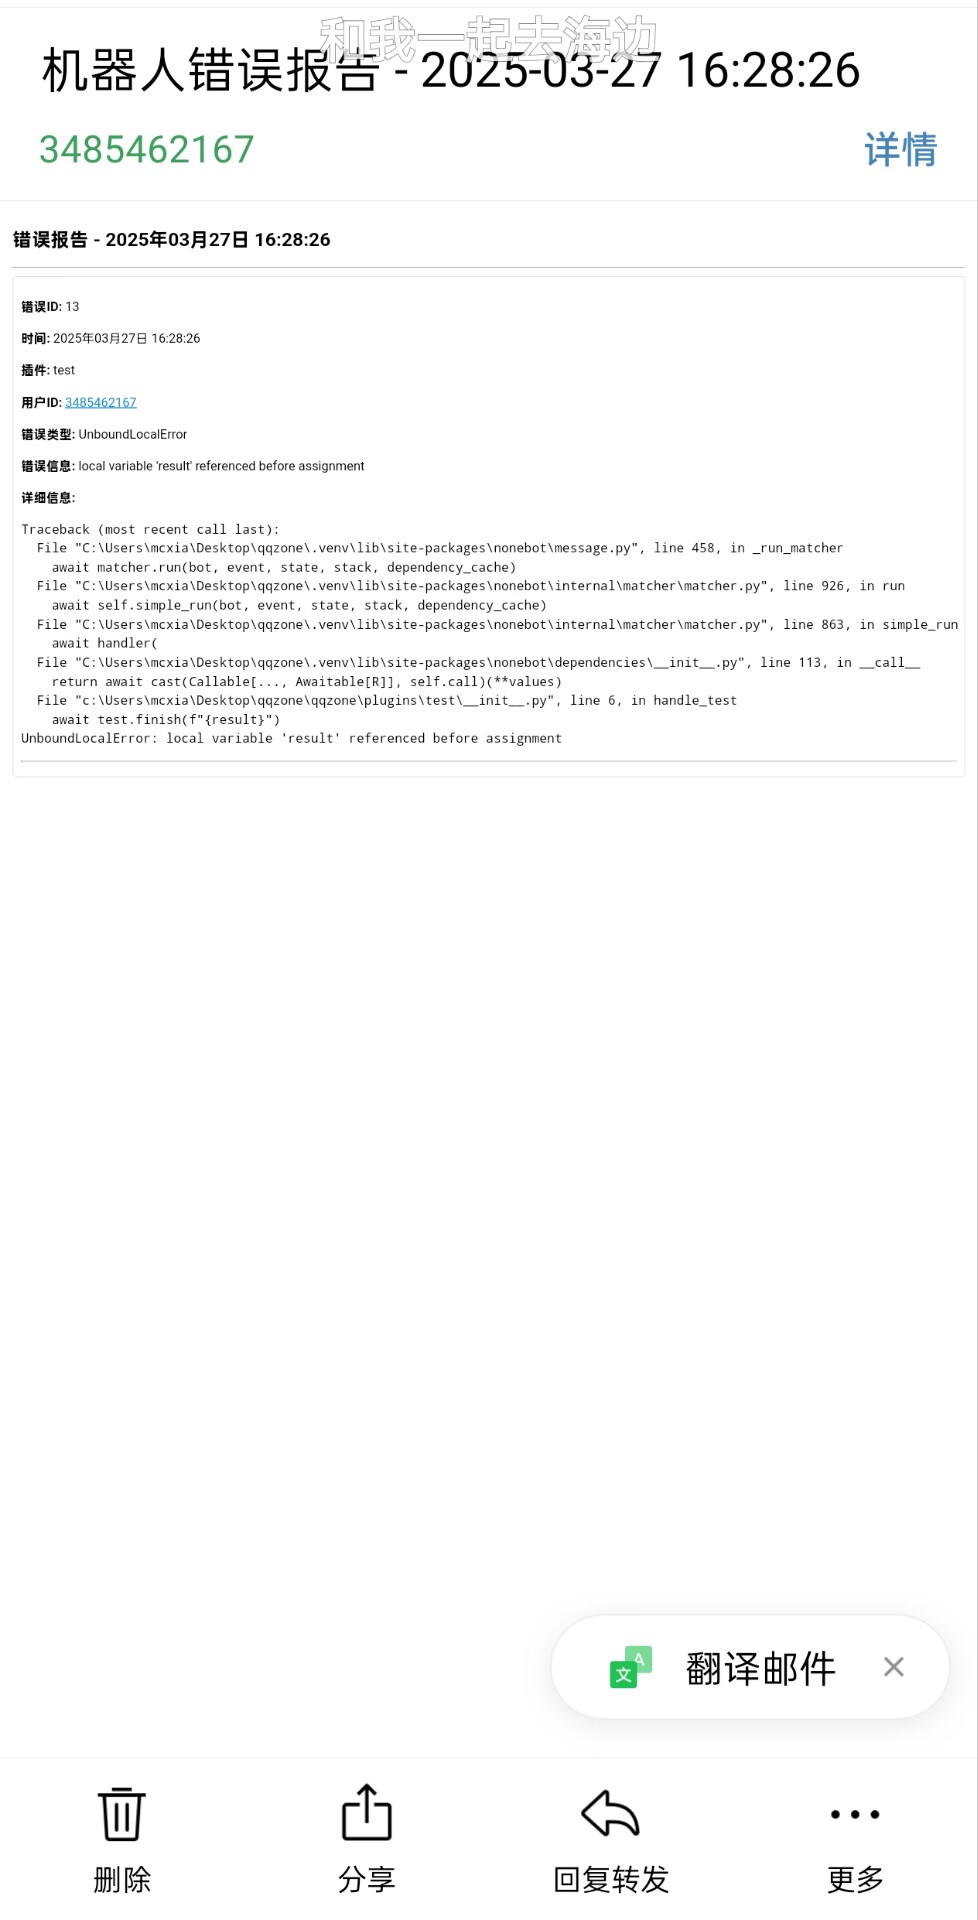 和我一起去海边
机器人错误报告 - 2025-03-27 16:28:26
3485462167
详情
错误报告 - 2025年03月27日 16:28:26
错误ID: 13
时间: 2025年03月27日 16:28:26
插件: test
用户ID: 3485462167
错误类型: UnboundLocalError
错误信息: local variable 'result' referenced before assignment
详细信息:
Traceback (most recent call last):
  File "C:\Users\mcxia\Desktop\qqzone\.venv\lib\site-packages\nonebot\message.py", line 458, in _run_matcher
    await matcher.run(bot, event, state, stack, dependency_cache)
  File "C:\Users\mcxia\Desktop\qqzone\.venv\lib\site-packages\nonebot\internal\matcher\matcher.py", line 926, in run
    await self.simple_run(bot, event, state, stack, dependency_cache)
  File "C:\Users\mcxia\Desktop\qqzone\.venv\lib\site-packages\nonebot\internal\matcher\matcher.py", line 863, in simple_run
    await handler(
  File "C:\Users\mcxia\Desktop\qqzone\.venv\lib\site-packages\nonebot\dependencies\__init__.py", line 113, in __call__
    return await cast(Callable[..., Awaitable[R]], self.call)(**values)
  File "c:\Users\mcxia\Desktop\qqzone\qqzone\plugins\test\__init__.py", line 6, in handle_test
    await test.finish(f"{result}")
UnboundLocalError: local variable 'result' referenced before assignment
文 A 翻译邮件
删除
分享
回复转发
更多